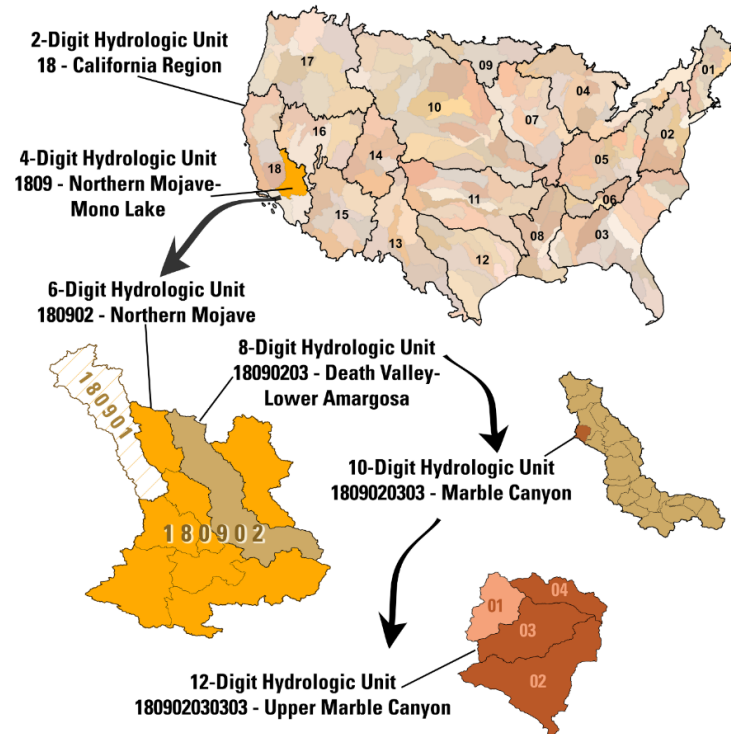 2-Digit Hydrologic Unit
18 - California Region
17
09
01
04
10
16
07
02
4-Digit Hydrologic Unit
1809 - Northern Mojave-
Mono Lake
18
14
05
11
06
15
08
03
13
12
6-Digit Hydrologic Unit
180902 - Northern Mojave
8-Digit Hydrologic Unit
18090203 - Death Valley-
Lower Amargosa
180901
10-Digit Hydrologic Unit
1809020303 - Marble Canyon
180902
04
01
03
02
12-Digit Hydrologic Unit
180902030303 - Upper Marble Canyon